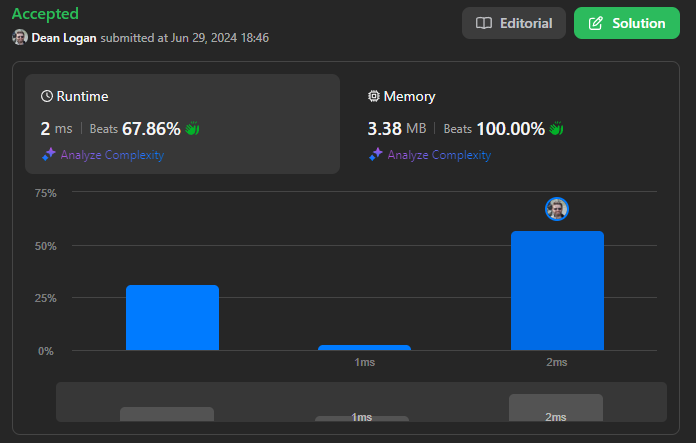 Accepted
Editorial
Solution
Dean Logan submitted at Jun 29, 2024 18:46
Runtime
2 ms | Beats 67.86%
Analyze Complexity
Memory
3.38 MB | Beats 100.00%
Analyze Complexity
75%
50%
25%
0%
1ms
2ms
1ms
2ms